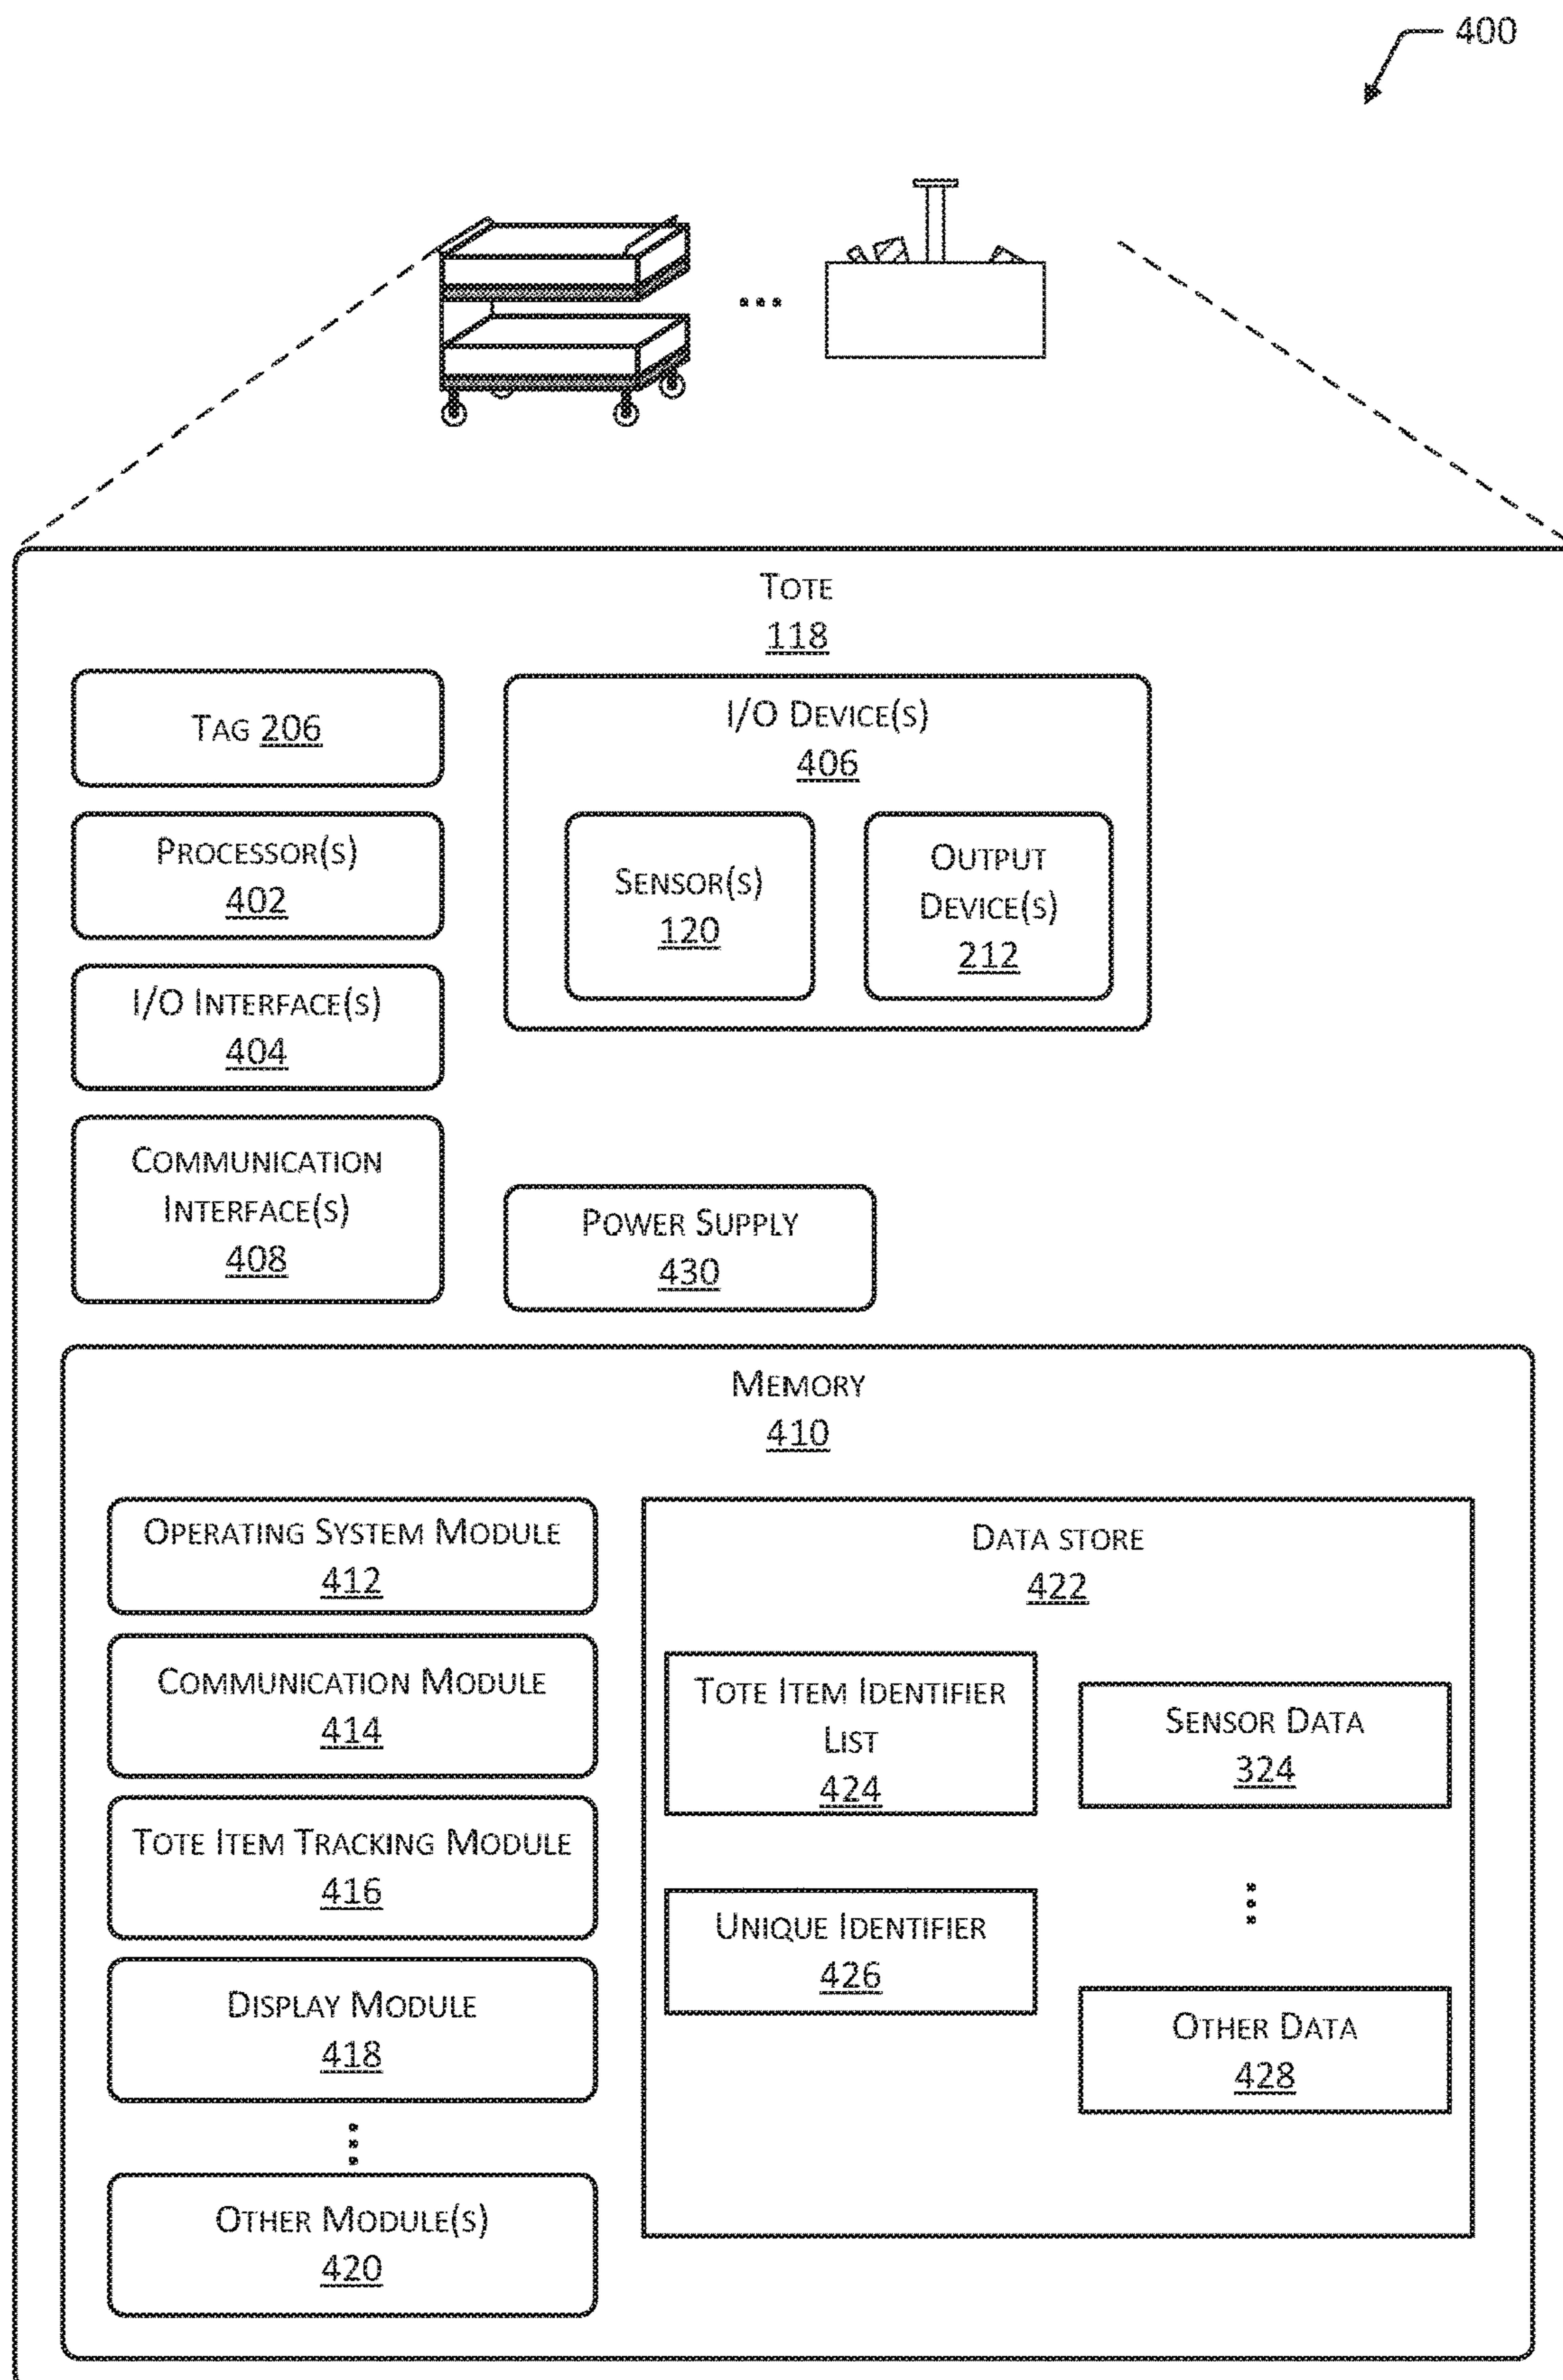 400
TOTE
118
TAG 206
PROCESSOR(S)
402
I/O INTERFACE(S)
404
COMMUNICATION
INTERFACE(S)
408
I/O DEVICE(S)
406
SENSOR(S)
120
OUTPUT
DEVICE(S)
212
POWER SUPPLY
430
MEMORY
410
OPERATING SYSTEM MODULE
412
COMMUNICATION MODULE
414
TOTE ITEM TRACKING MODULE
416
DISPLAY MODULE
418
OTHER MODULE(S)
420
DATA STORE
422
TOTE ITEM IDENTIFIER
LIST
424
UNIQUE IDENTIFIER
426
SENSOR DATA
324
OTHER DATA
428